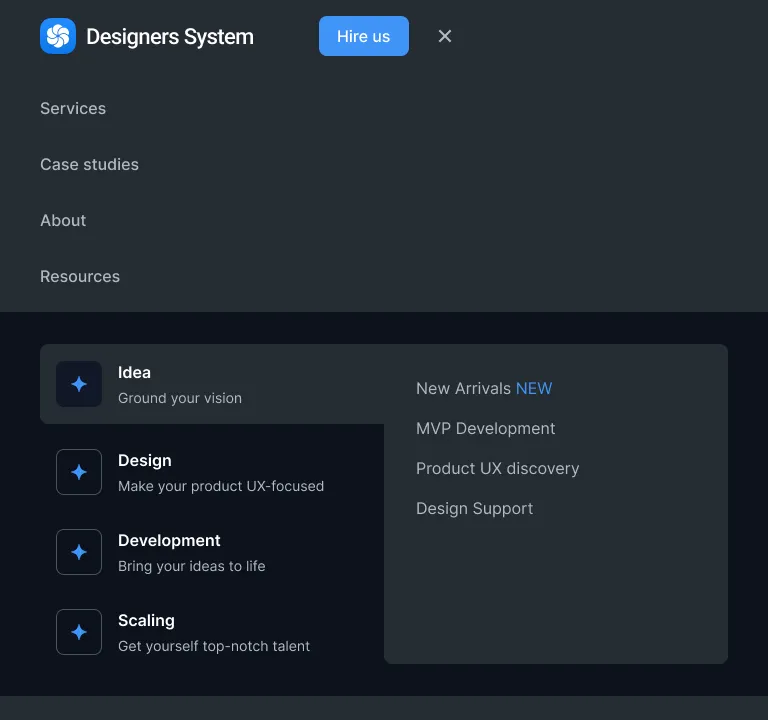 Designers System
Hire us
Services
Case studies
About
Resources
Idea
Ground your vision
Design
Make your product UX-focused
Development
Bring your ideas to life
Scaling
Get yourself top-notch talent
New Arrivals NEW
MVP Development
Product UX discovery
Design Support